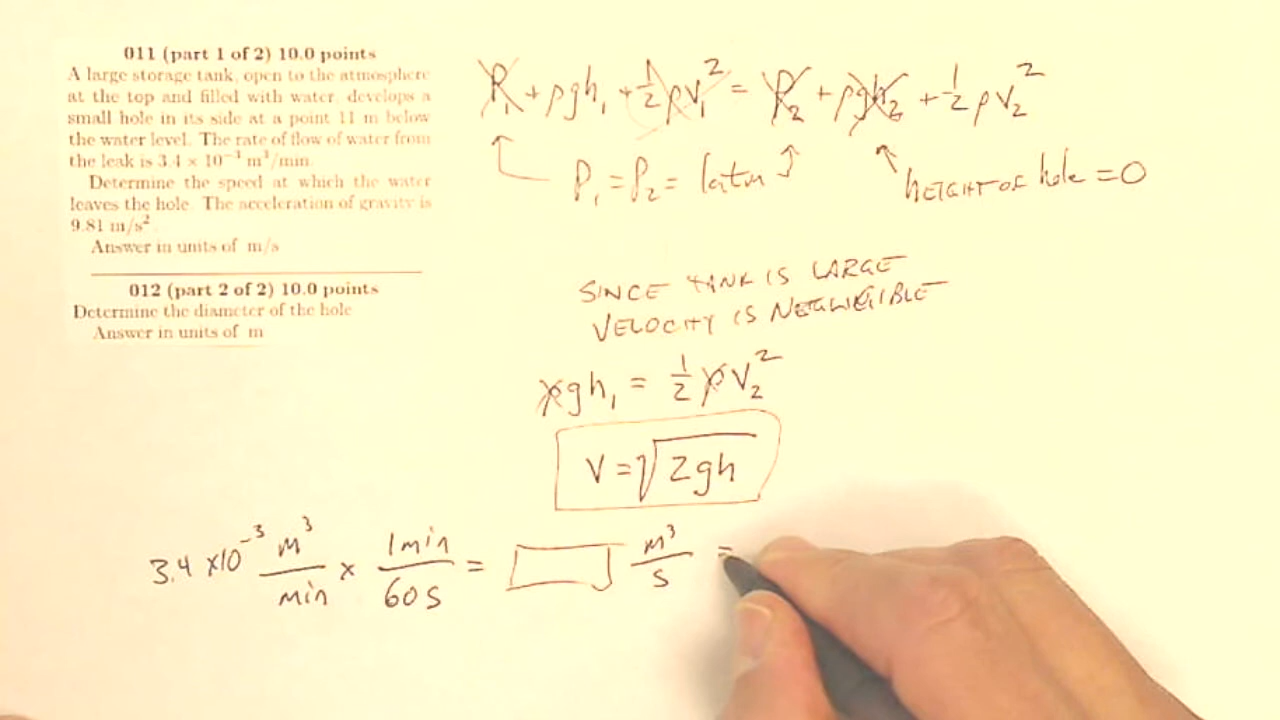 011 (part 1 of 2) 10.0 points
A large storage tank, open to the atmosphere
at the top and filled with water, develops a
small hole in its side at a point 11 m below
the water level. The rate of flow of water from
the leak is 3.4 × 10⁻³ m³/min.
Determine the speed at which the water
leaves the hole. The acceleration of gravity is
9.81 m/s².
Answer in units of m/s
012 (part 2 of 2) 10.0 points
Determine the diameter of the hole
Answer in units of m
P₁ + ρgh₁ + ½ρv₁² = P₂ + ρgh₂ + ½ρv₂²
P₁ = P₂ = 1atm
HEIGHT OF hole = 0
SINCE TANK IS LARGE
VELOCITY IS NEGLIGIBLE
ρgh₁ = ½ρv₂²
V = √2gh
3.4 × 10⁻³ m³/min × 1min/60s = m³/s =